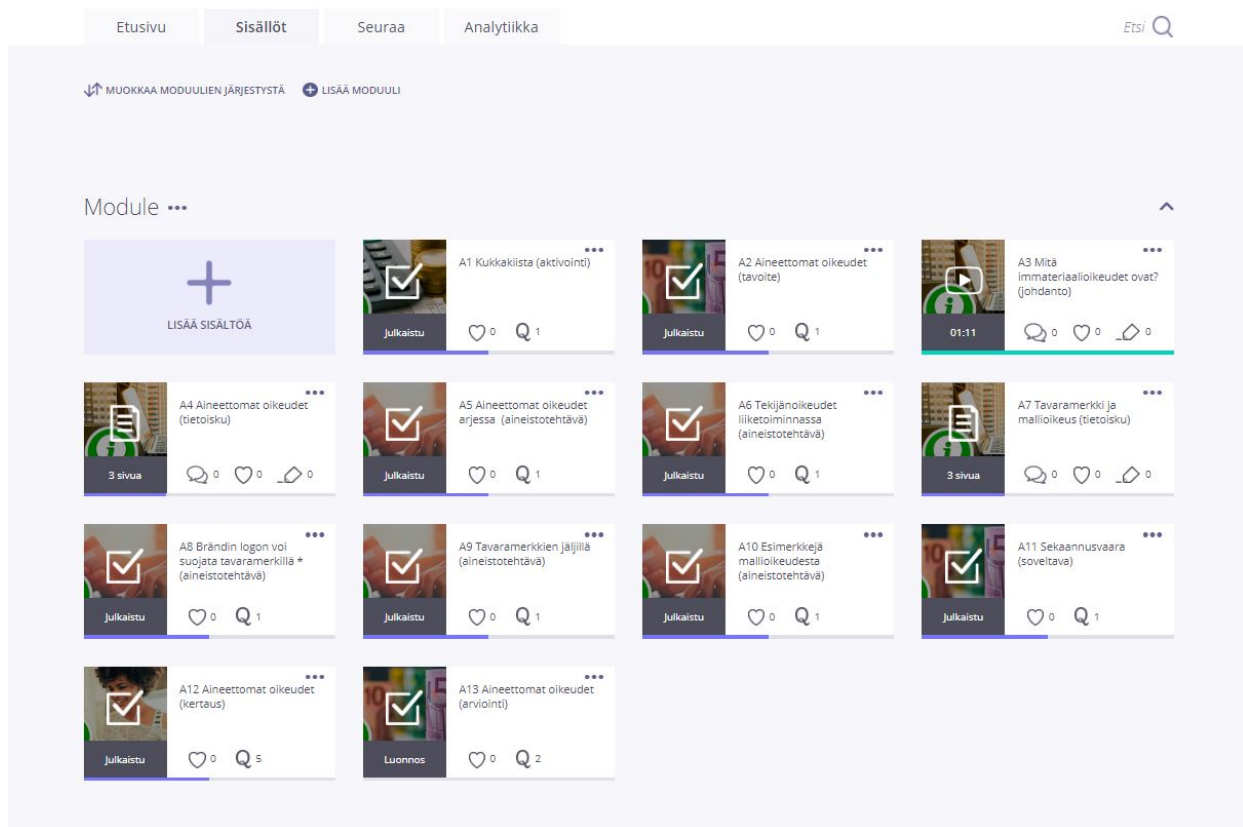 Etusivu
Sisällöt
Seuraa
Analytiikka
Etsi
MUOKKAA MODUULIEN JÄRJESTYSTÄ
LISÄÄ MODUULI
Module
LISÄÄ SISÄLTÖÄ
A1 Kukkakiista (aktivointi)
Julkaistu
0
Q 1
A2 Aineettomat oikeudet
(tavoite)
Julkaistu
0
Q 1
A3 Mitä
immateriaalioikeudet ovat?
(johdanto)
01:11
0
0
0
A4 Aineettomat oikeudet
(tietoisku)
3 sivua
0
0
0
A5 Aineettomat oikeudet
arjessa (aineistotehtävä)
Julkaistu
0
Q 1
A6 Tekijänoikeudet
liiketoiminnassa
(aineistotehtävä)
Julkaistu
0
Q 1
A7 Tavaramerkki ja
mallioikeus (tietoisku)
3 sivua
0
0
0
A8 Brändin logon voi
suojata tavaramerkillä *
(aineistotehtävä)
Julkaistu
0
Q 1
A9 Tavaramerkkien jäljillä
(aineistotehtävä)
Julkaistu
0
Q 1
A10 Esimerkkejä
mallioikeudesta
(aineistotehtävä)
Julkaistu
0
Q 1
A11 Sekaannusvaara
(soveltava)
Julkaistu
0
Q 1
A12 Aineettomat oikeudet
(kertaus)
Julkaistu
0
Q 5
A13 Aineettomat oikeudet
(arviointi)
Luonnos
0
Q 2